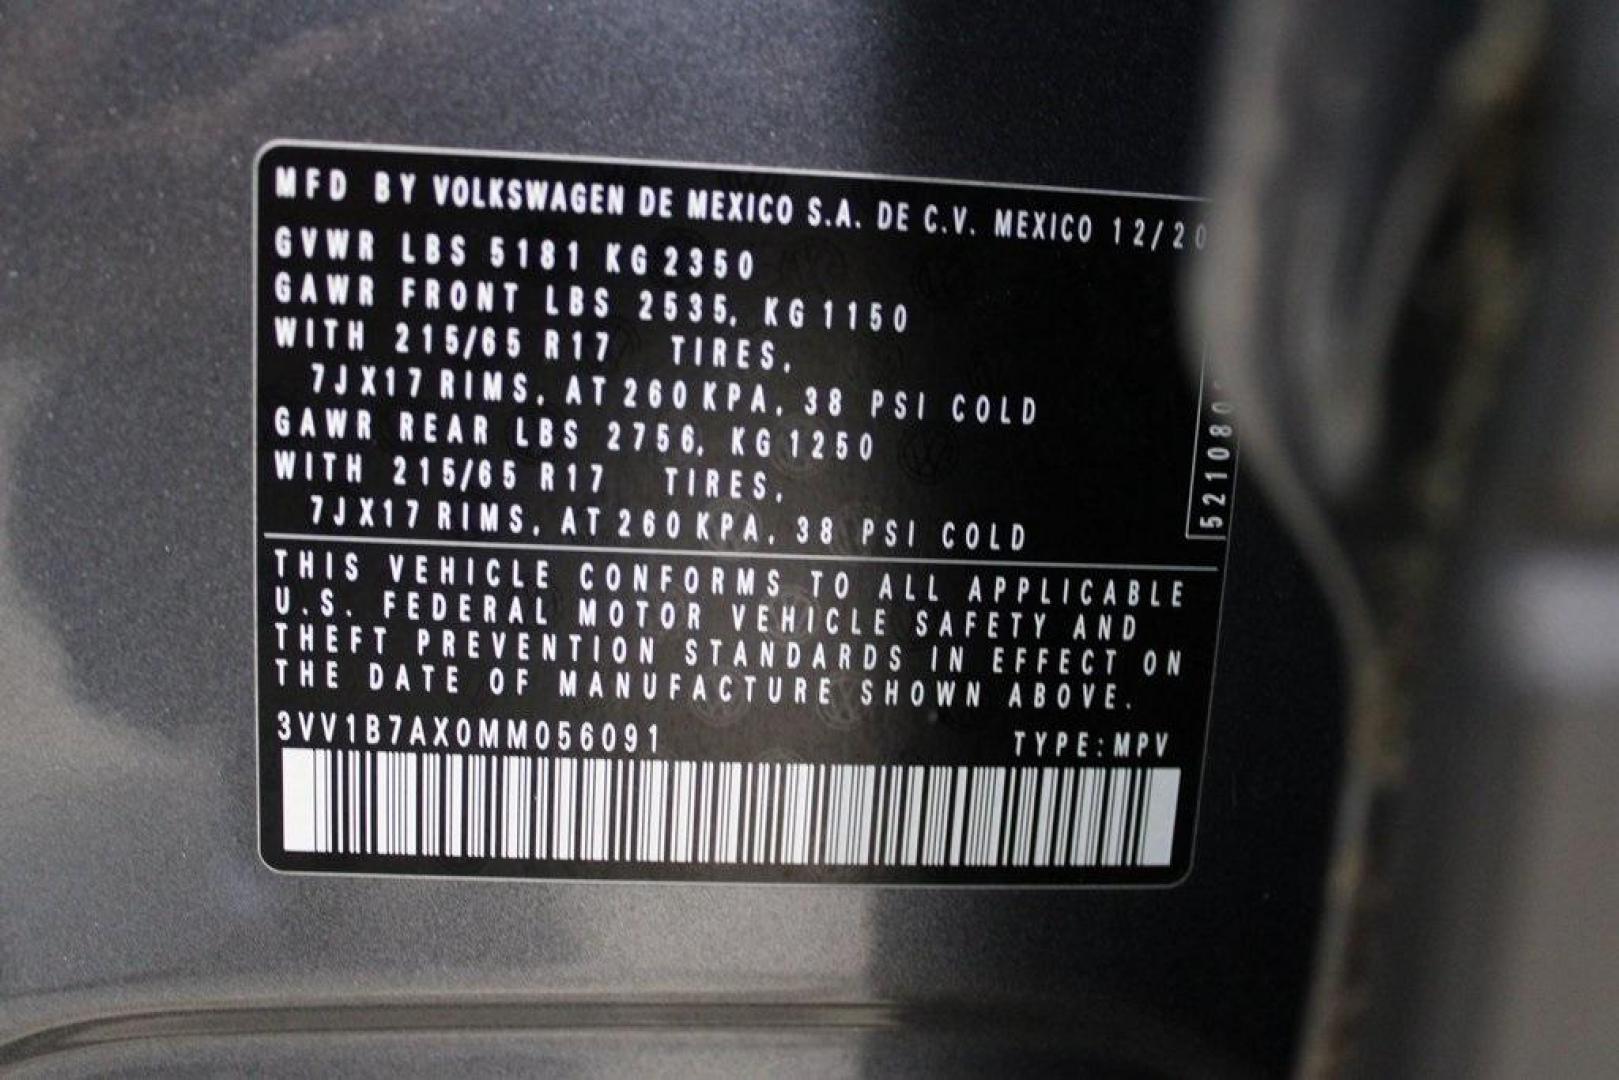 MFD BY VOLKSWAGEN DE MEXICO S.A. DE C.V. MEXICO 12/20
GVWR LBS 5181 KG 2350
GAWR FRONT LBS 2535, KG 1150
WITH 215/65 R17 TIRES,
7JX17 RIMS, AT 260 KPA, 38 PSI COLD
GAWR REAR LBS 2756, KG 1250
WITH 215/65 R17 TIRES,
7JX17 RIMS, AT 260 KPA, 38 PSI COLD
THIS VEHICLE CONFORMS TO ALL APPLICABLE
U.S. FEDERAL MOTOR VEHICLE SAFETY AND
THEFT PREVENTION STANDARDS IN EFFECT ON
THE DATE OF MANUFACTURE SHOWN ABOVE.
3VV1B7AX0MM056091 TYPE: MPV